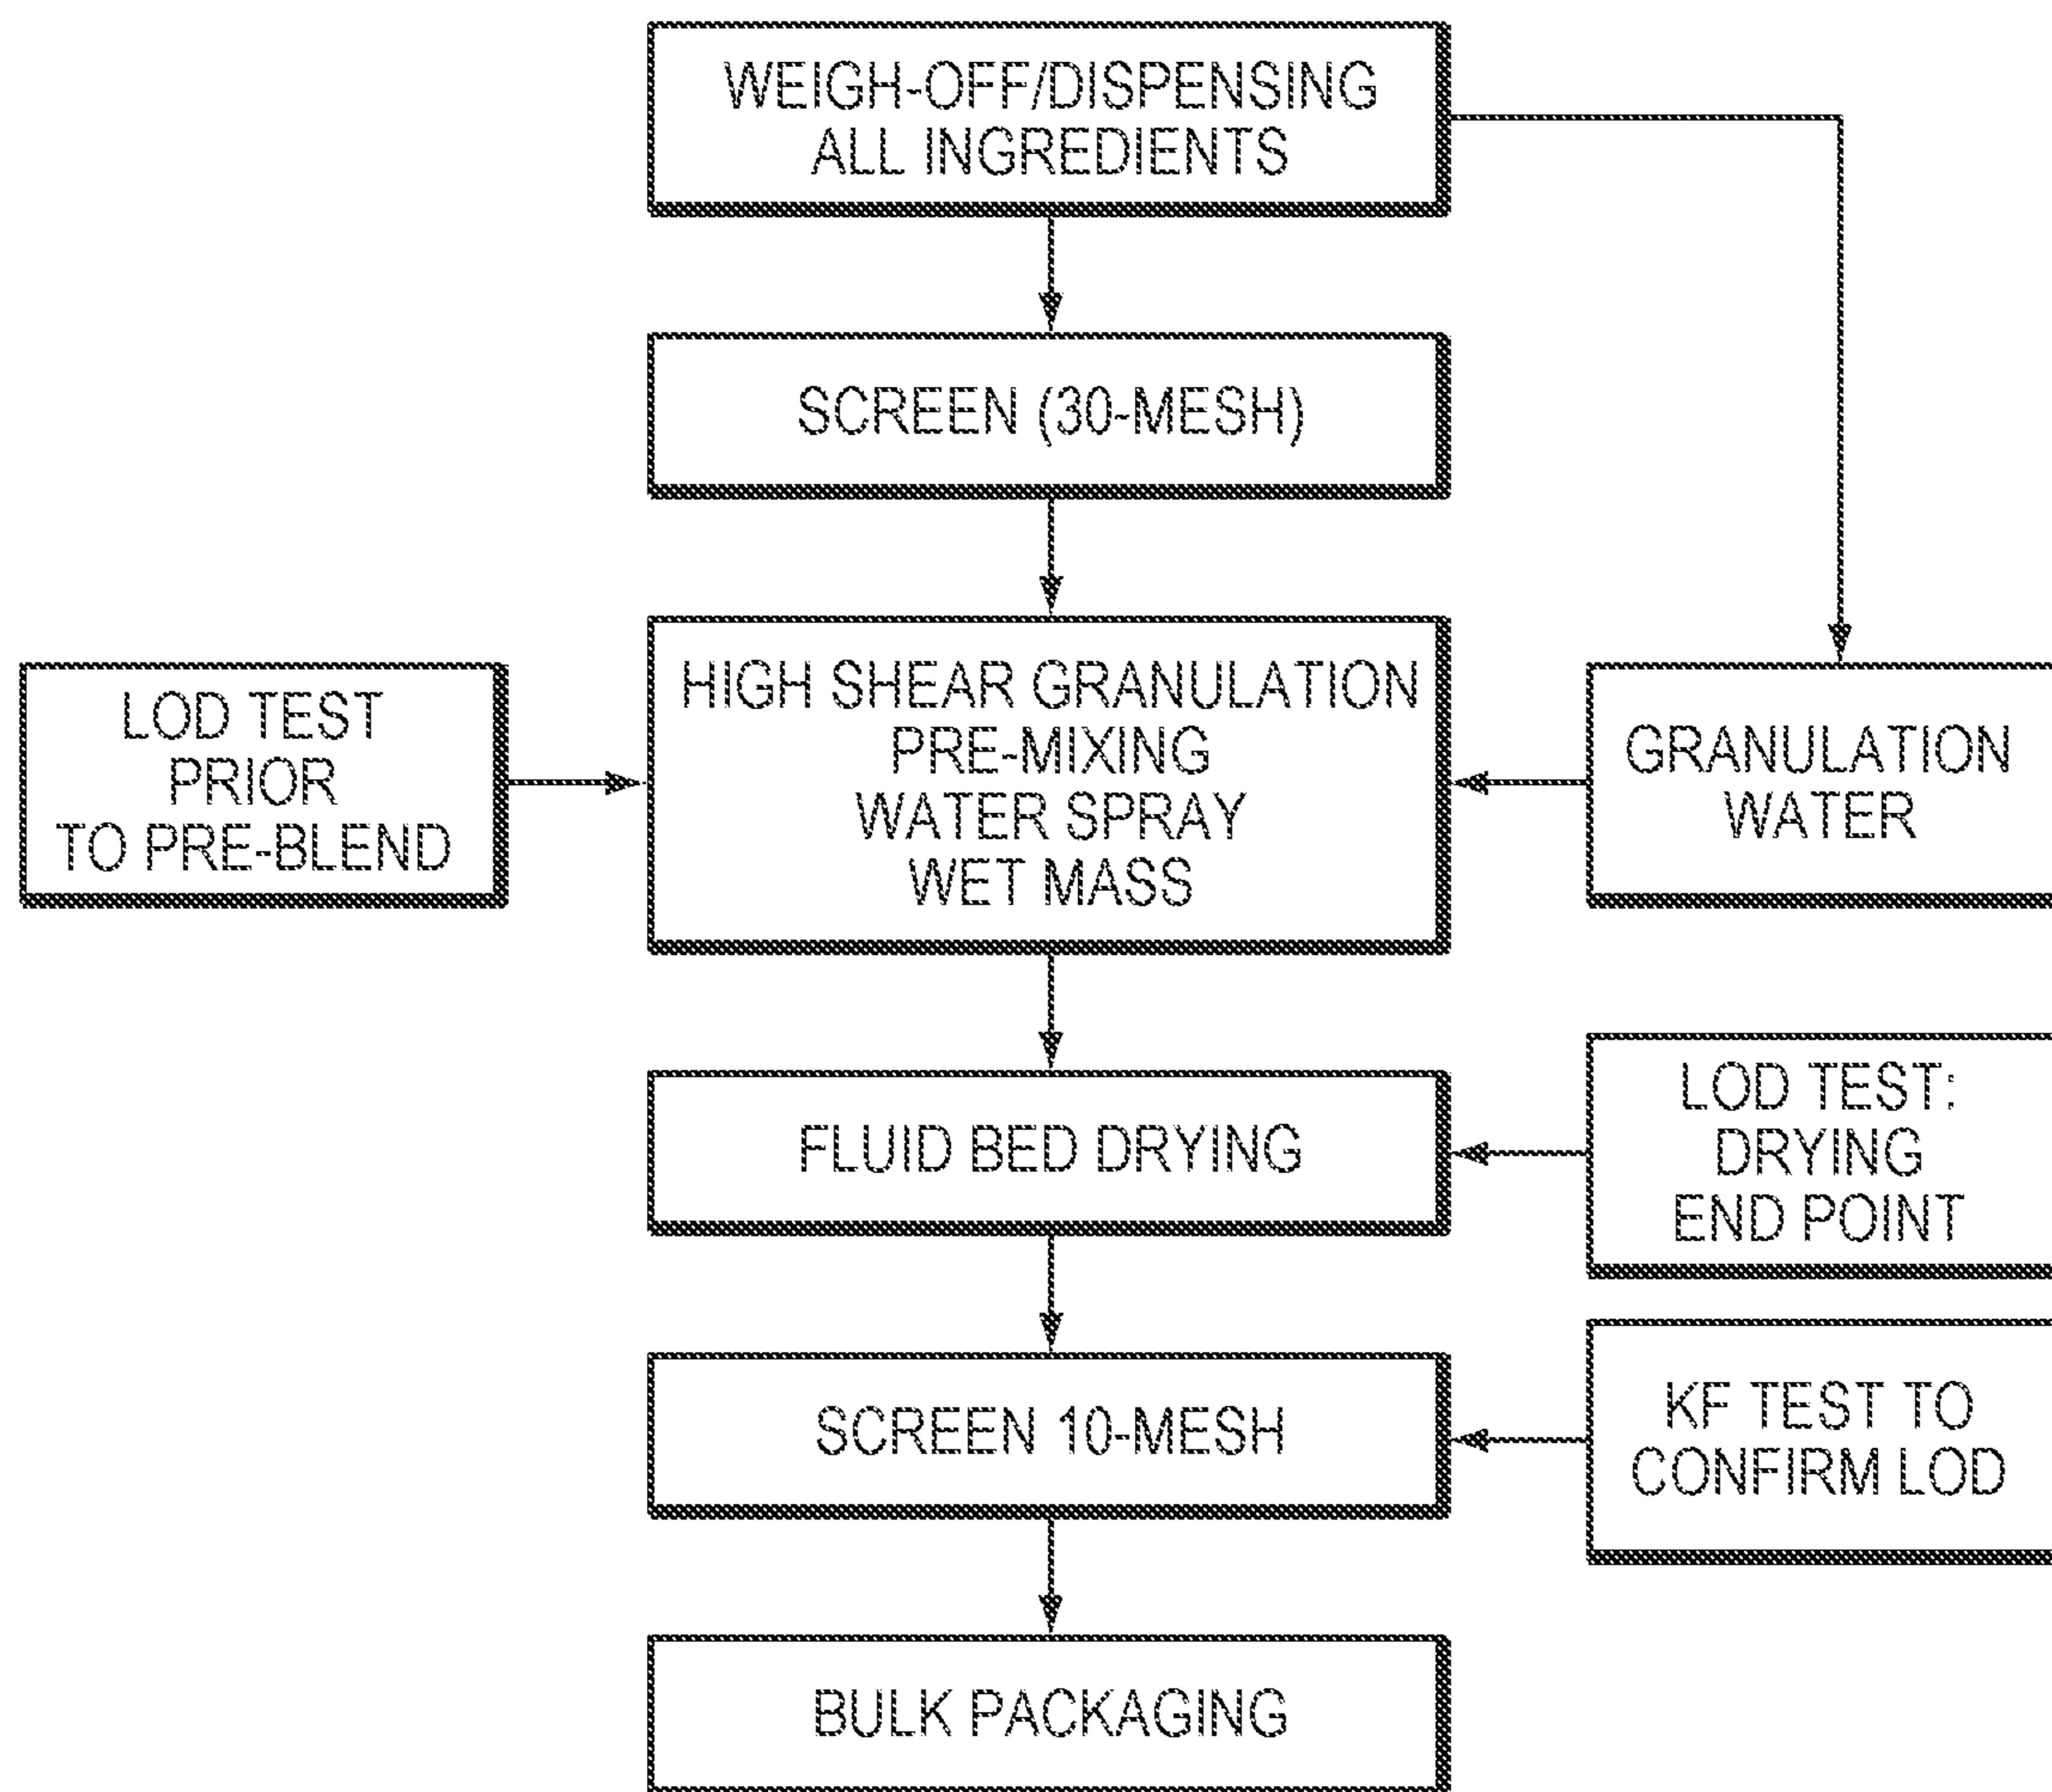 WEIGH-OFF/DISPENSING
ALL INGREDIENTS
SCREEN (30-MESH)
LOD TEST
PRIOR
TO PRE-BLEND
HIGH SHEAR GRANULATION
PRE-MIXING
WATER SPRAY
WET MASS
GRANULATION
WATER
FLUID BED DRYING
LOD TEST:
DRYING
END POINT
SCREEN 10-MESH
KF TEST TO
CONFIRM LOD
BULK PACKAGING